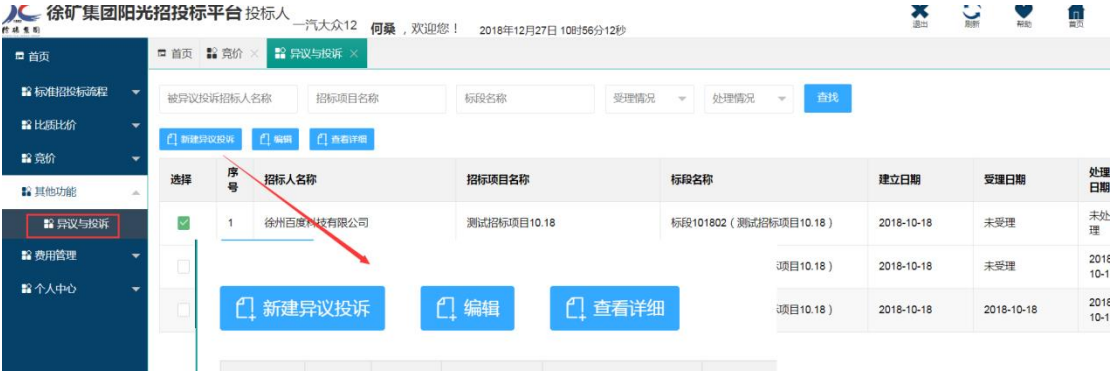 徐矿集团阳光招投标平台 投标人 一汽大众12 何桑 ，欢迎您！ 2018年12月27日 10时56分12秒
徐矿集团
退出 刷新 帮助 首页
首页
首页 竞价 × 异议与投诉 ×
标准招投标流程
比质比价
竞价
其他功能
异议与投诉
费用管理
个人中心
被异议投诉招标人名称 招标项目名称 标段名称 受理情况 处理情况 查找
新建异议投诉 编辑 查看详细
选择 序号 招标人名称 招标项目名称 标段名称 建立日期 受理日期 处理日期
1 徐州百度科技有限公司 测试招标项目10.18 标段101802（测试招标项目10.18） 2018-10-18 未受理 未处理
项目10.18） 2018-10-18 未受理 2018-10-1
项目10.18） 2018-10-18 2018-10-18 2018-10-1
新建异议投诉 编辑 查看详细